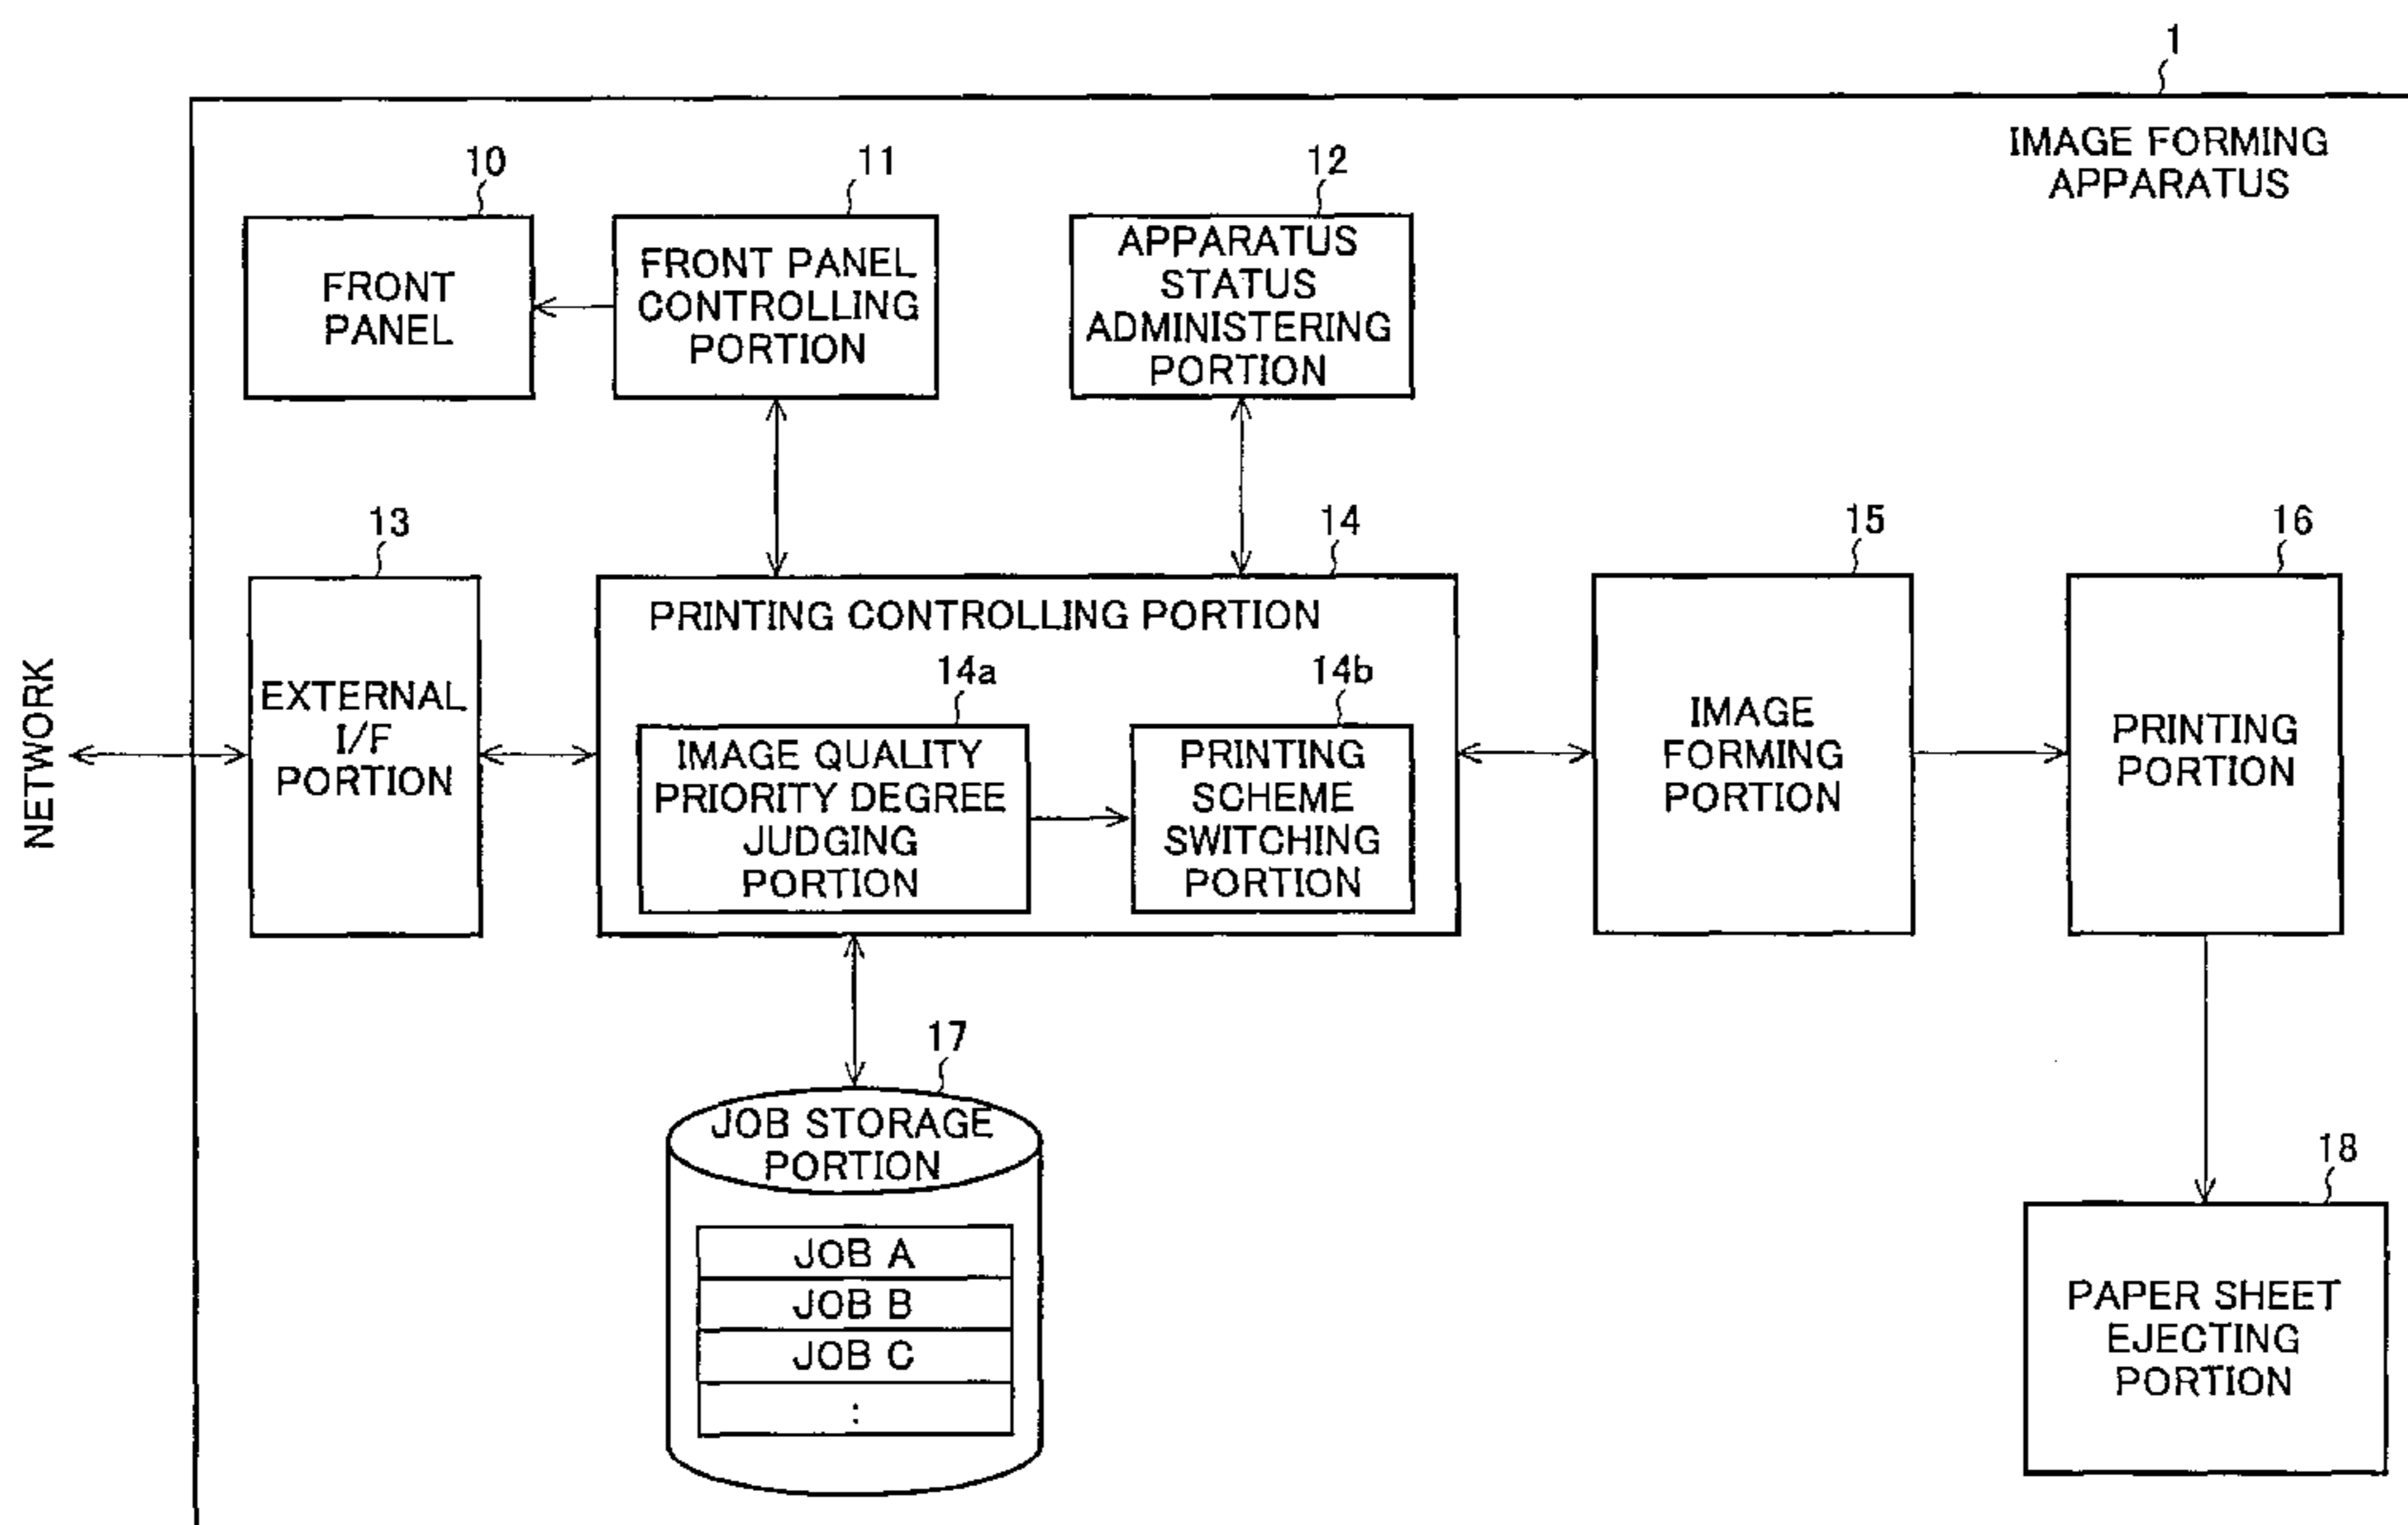 1
IMAGE FORMING
APPARATUS
10
FRONT
PANEL
11
FRONT PANEL
CONTROLLING
PORTION
12
APPARATUS
STATUS
ADMINISTERING
PORTION
NETWORK
13
EXTERNAL
I/F
PORTION
14
PRINTING CONTROLLING PORTION
14a
IMAGE QUALITY
PRIORITY DEGREE
JUDGING
PORTION
14b
PRINTING
SCHEME
SWITCHING
PORTION
15
IMAGE
FORMING
PORTION
16
PRINTING
PORTION
17
JOB STORAGE
PORTION
JOB A
JOB B
JOB C
:
18
PAPER SHEET
EJECTING
PORTION